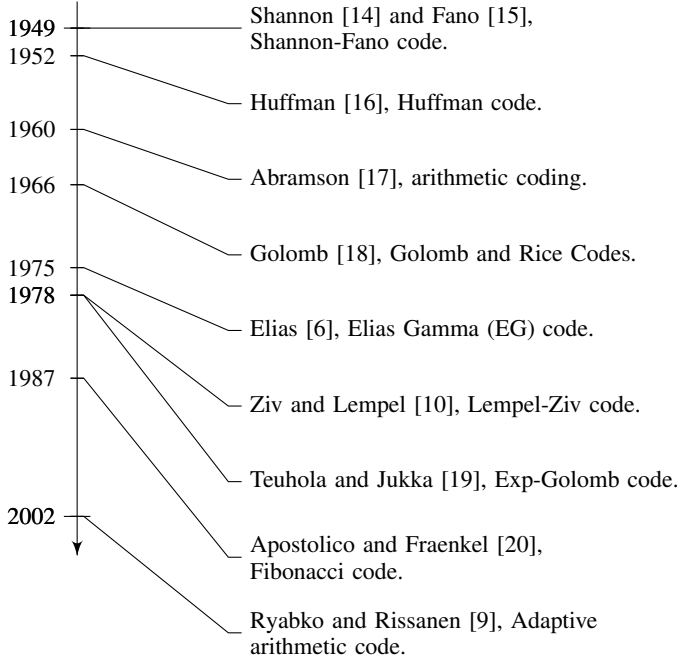 1949
Shannon [14] and Fano [15],
Shannon-Fano code.
1952
Huffman [16], Huffman code.
1960
Abramson [17], arithmetic coding.
1966
Golomb [18], Golomb and Rice Codes.
1975
Elias [6], Elias Gamma (EG) code.
1978
Ziv and Lempel [10], Lempel-Ziv code.
Teuhola and Jukka [19], Exp-Golomb code.
1987
Apostolico and Fraenkel [20],
Fibonacci code.
2002
Ryabko and Rissanen [9], Adaptive
arithmetic code.